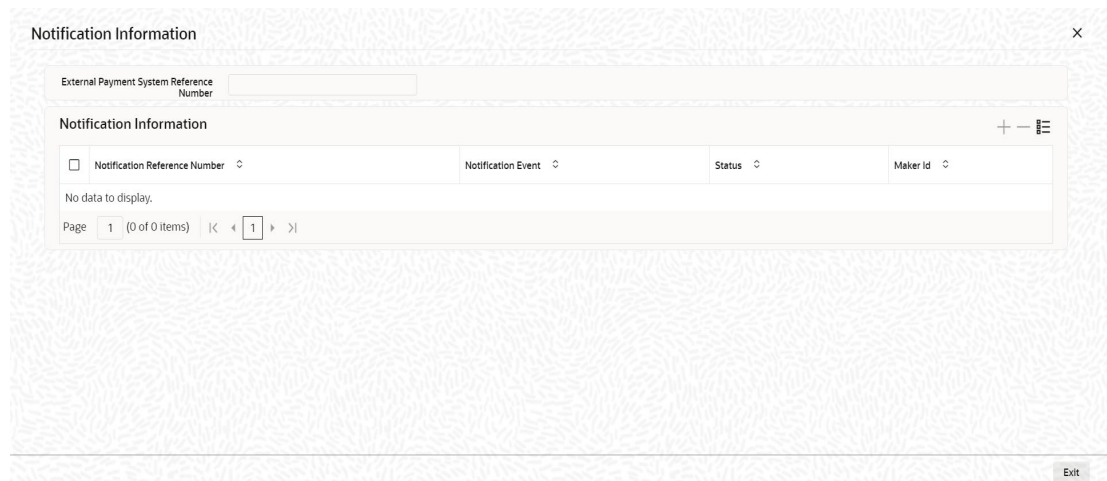 Notification Information
External Payment System Reference
Number
Notification Information
Notification Reference Number Notification Event Status Maker Id
No data to display.
Page 1 (0 of 0 items) 1
Exit